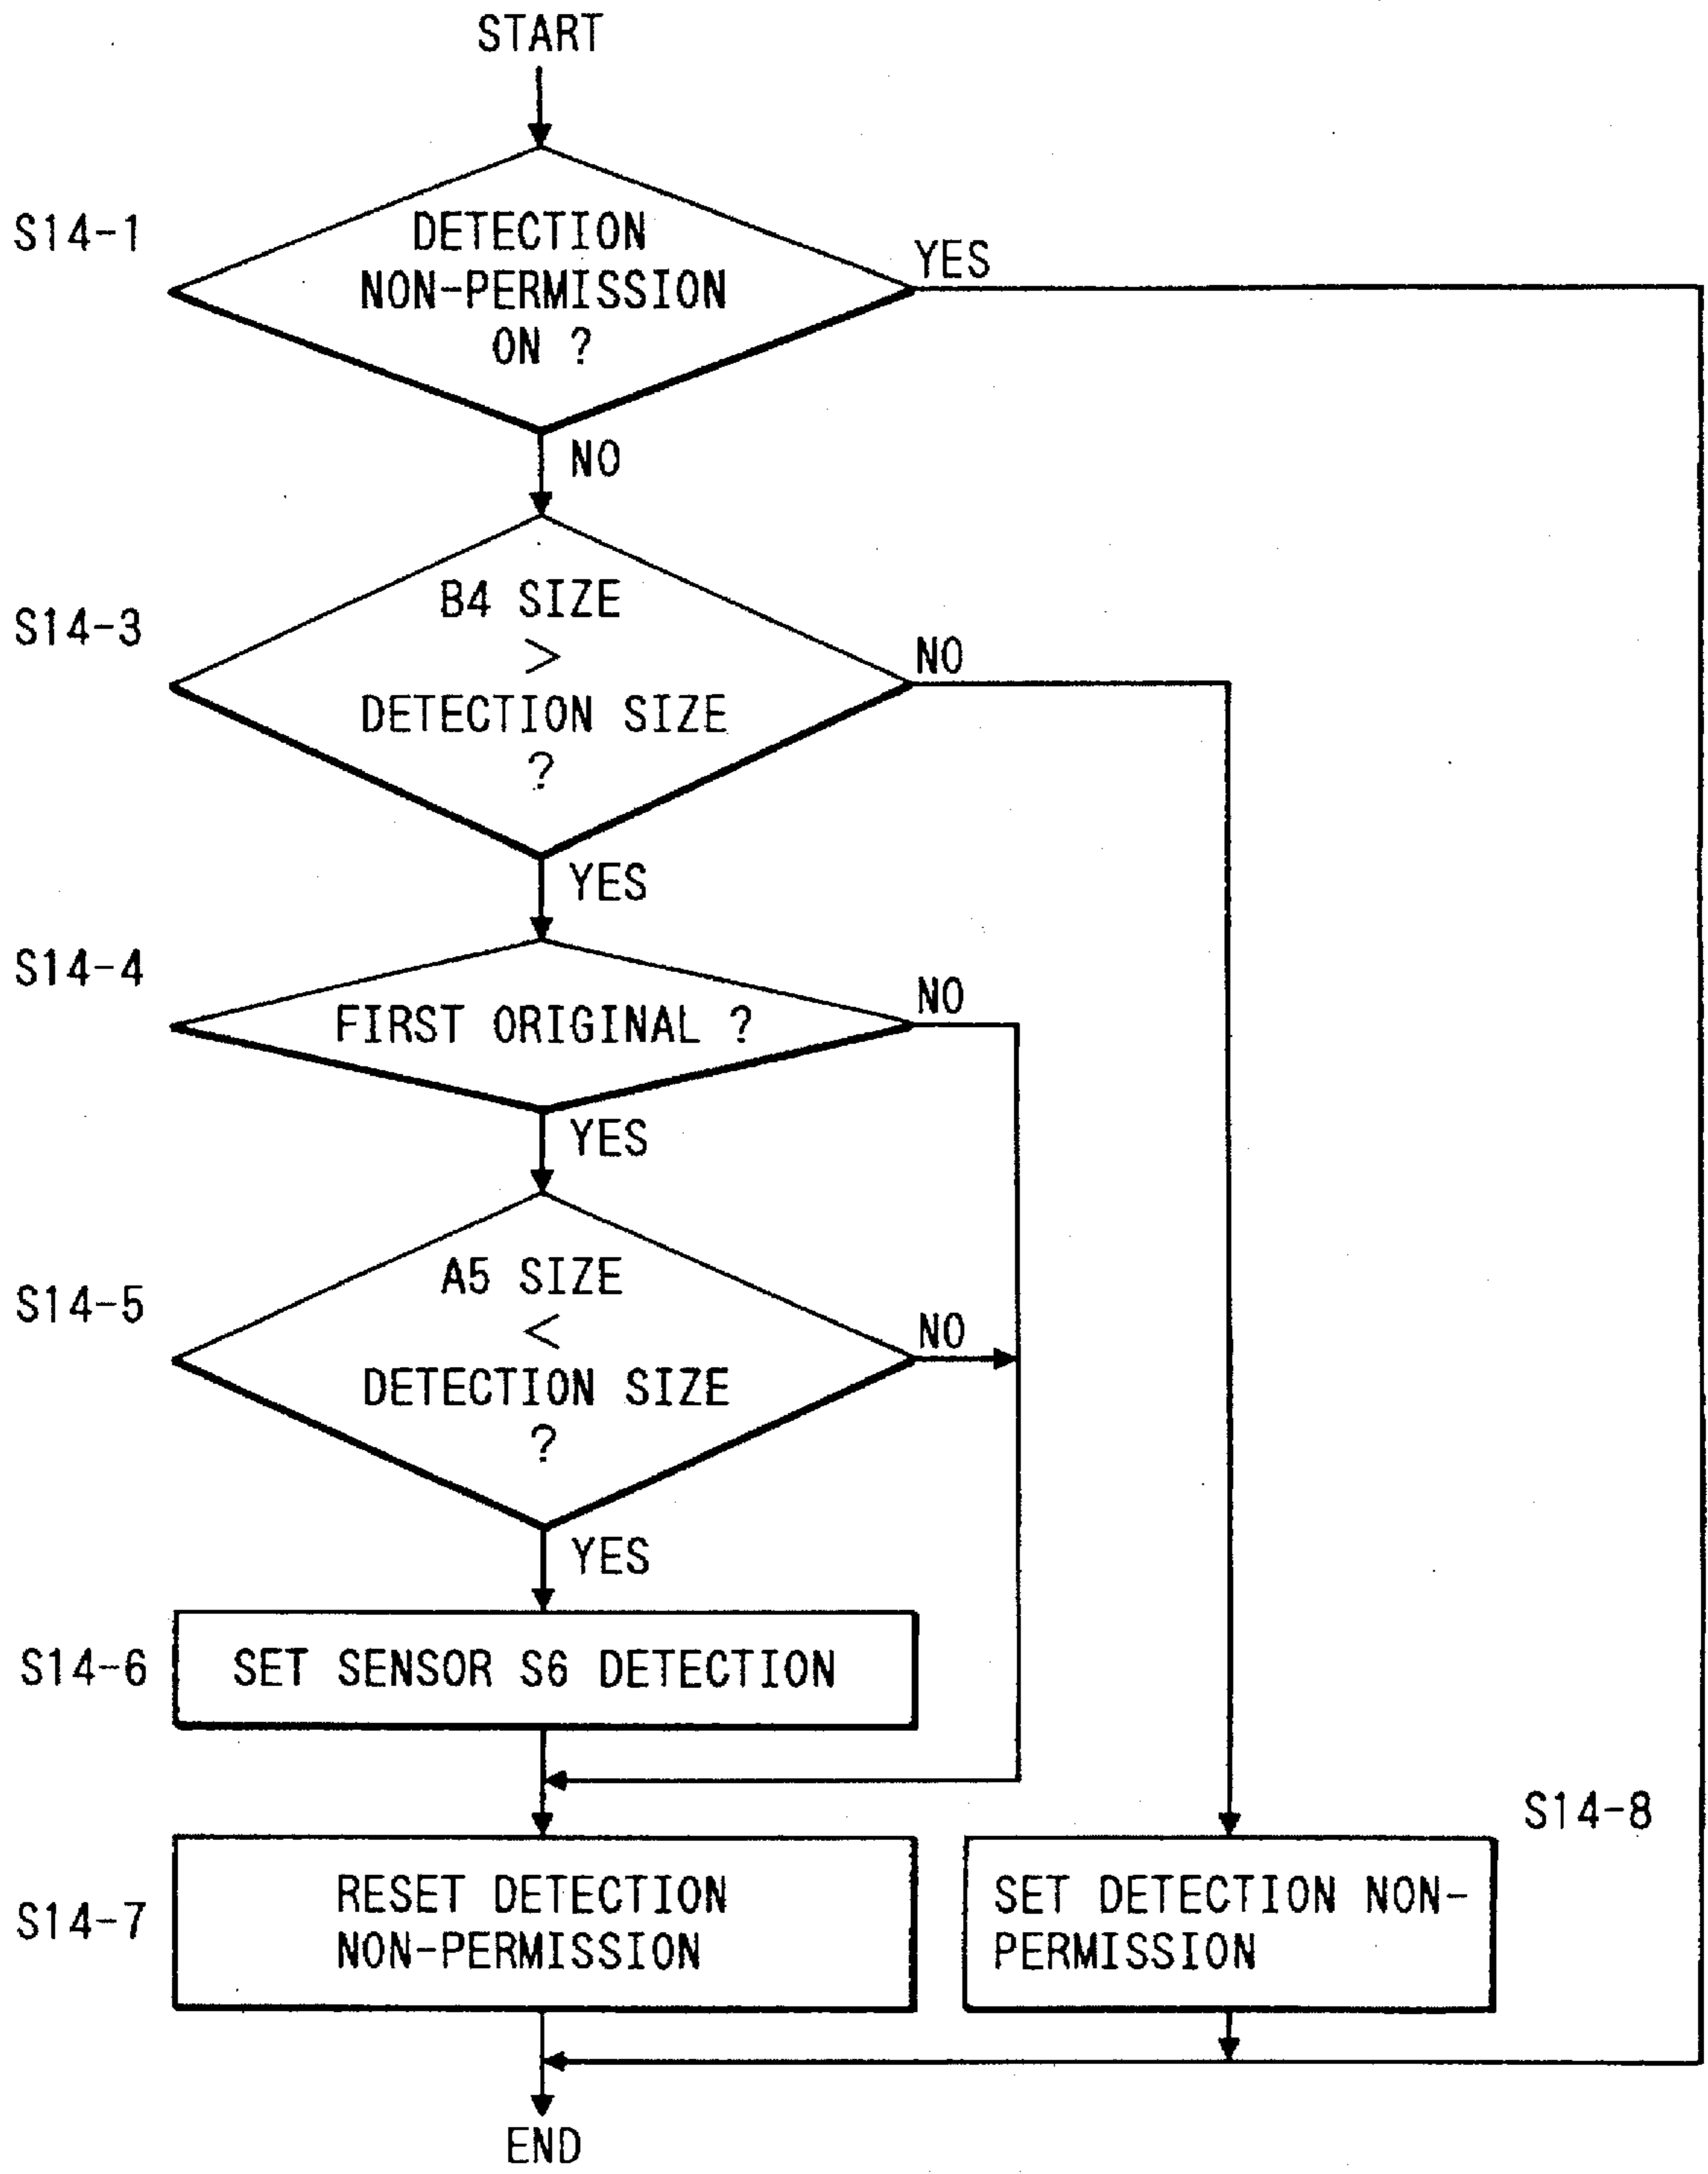 START
S14-1
DETECTION
NON-PERMISSION
ON ?
YES
NO
S14-3
B4 SIZE
>
DETECTION SIZE
?
NO
YES
S14-4
FIRST ORIGINAL ?
NO
YES
S14-5
A5 SIZE
<
DETECTION SIZE
?
NO
YES
S14-6
SET SENSOR S6 DETECTION
S14-7
RESET DETECTION
NON-PERMISSION
S14-8
SET DETECTION NON-
PERMISSION
END